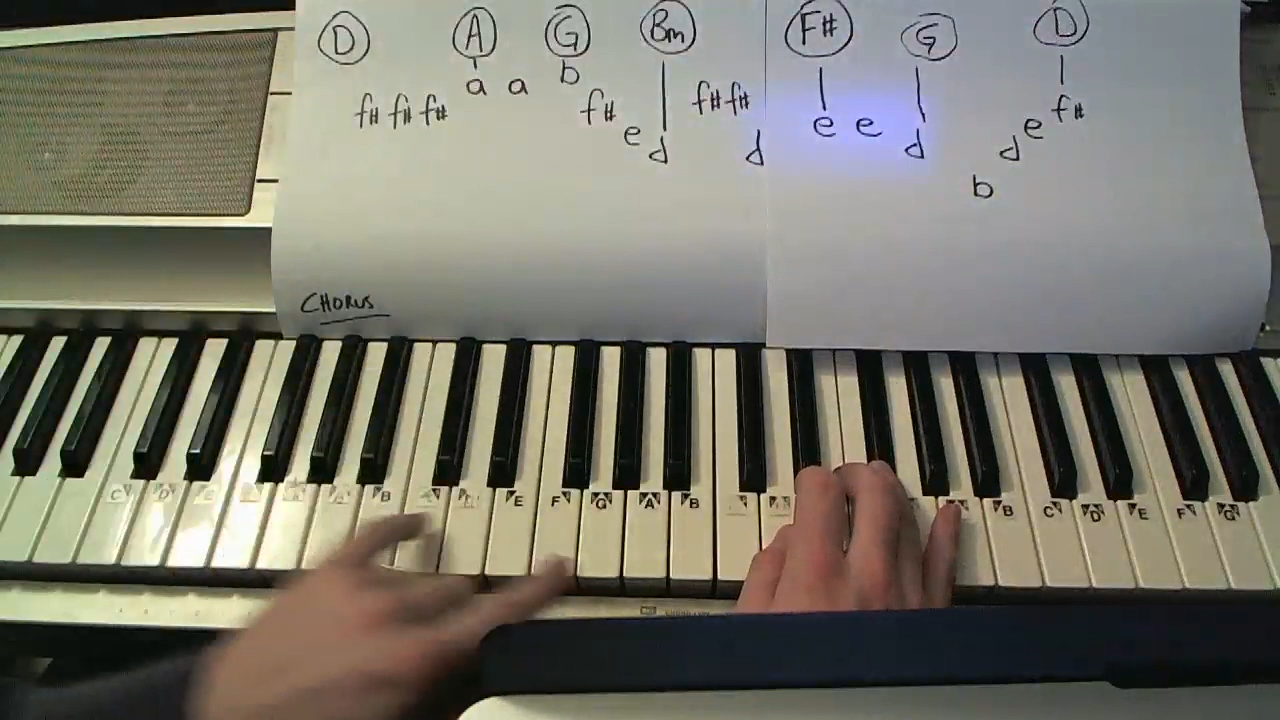 D A G Bm F# G D
b
a a
f# f# f# f# f# f# f#
e e e e
d d d d
b
CHORUS
C D E A B E F G A B B C D E F G